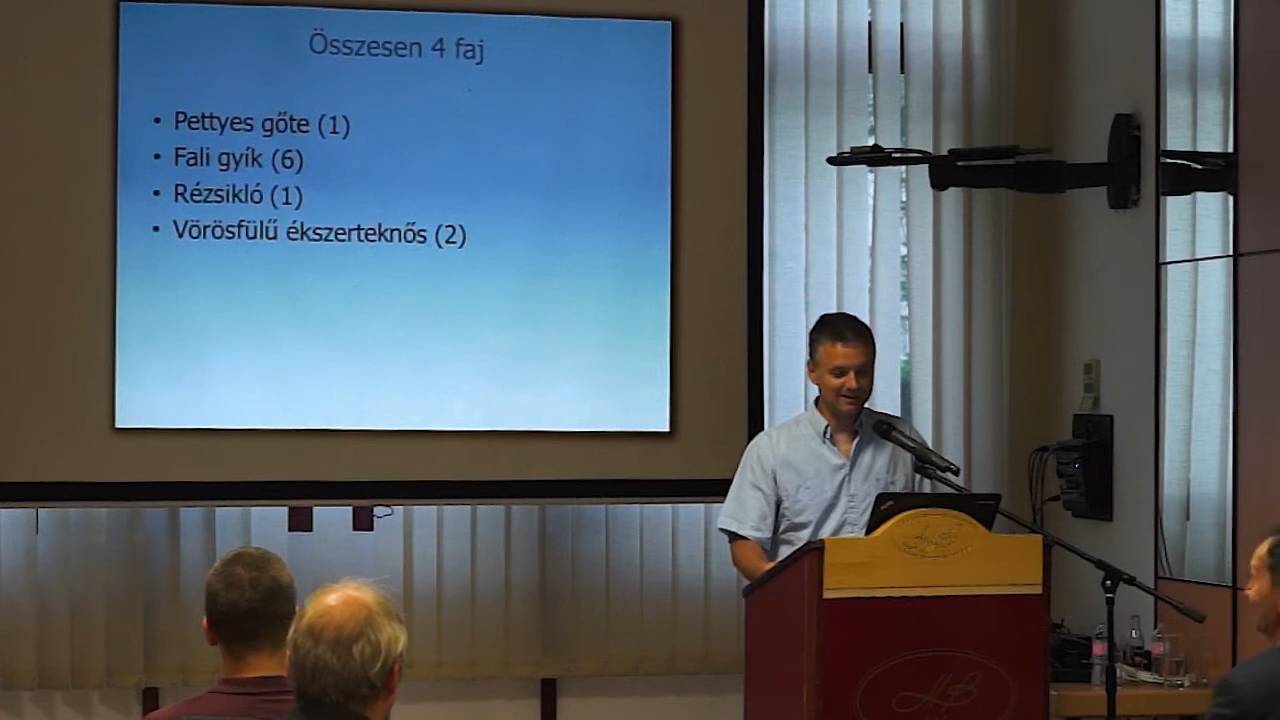 Összesen 4 faj
• Pettyes gőte (1)
• Fali gyík (6)
• Rézsikló (1)
• Vörösfülű ékszerteknős (2)